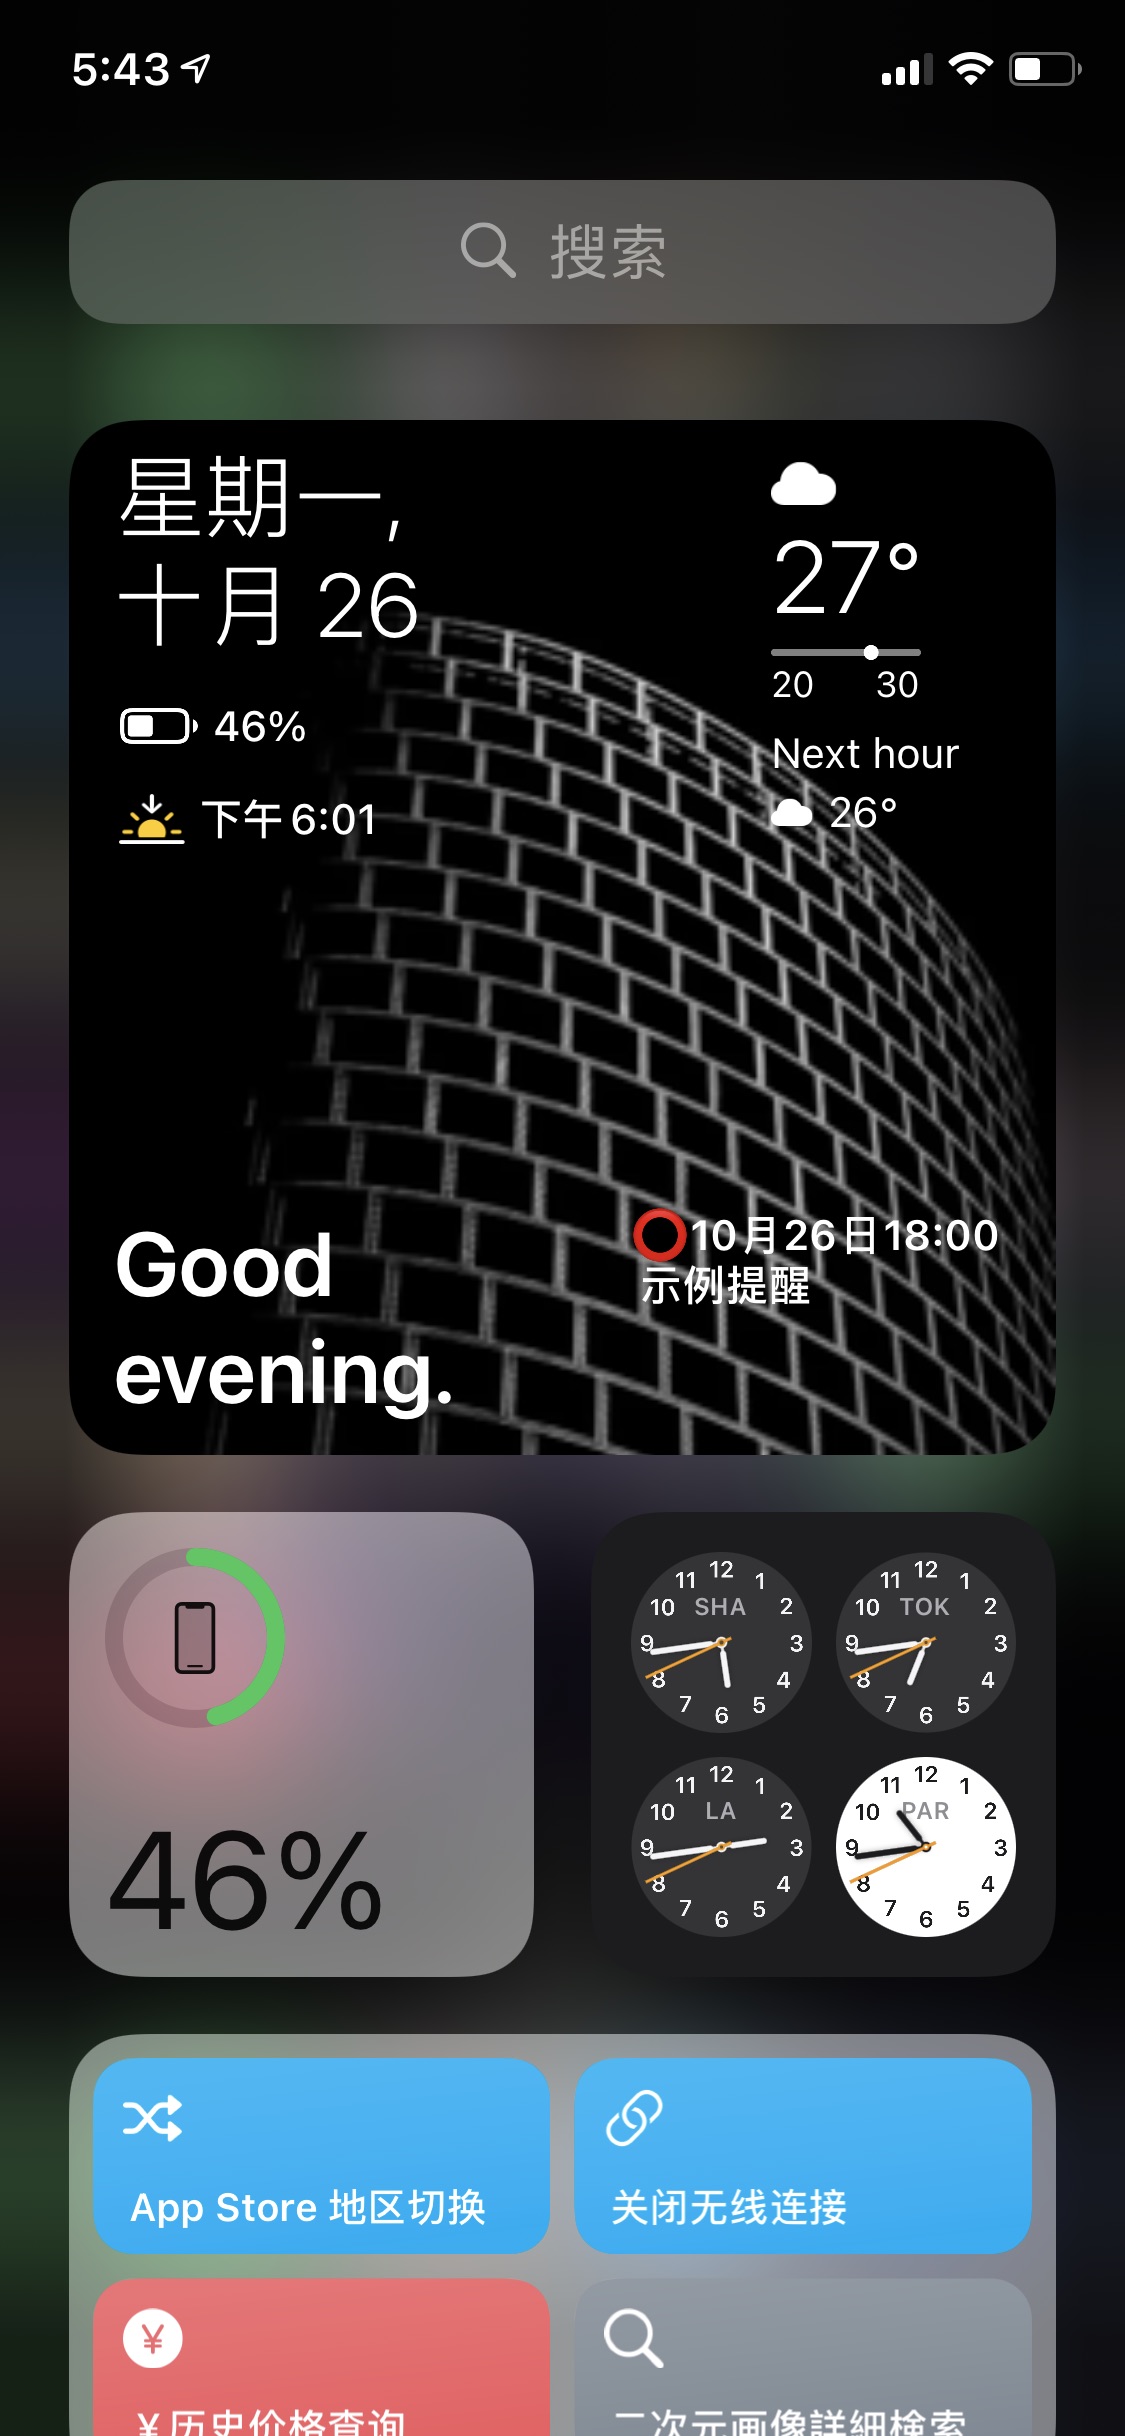 5:43
搜索
星期一,
十月 26
46%
下午6:01
27°
20 30
Next hour
26°
Good
evening.
10月26日18:00
示例提醒
46%
12
11 1
10 SHA 2
9 3
8 4
7 5
6
12
11 1
10 TOK 2
9 3
8 4
7 5
6
12
11 1
10 LA 2
9 3
8 4
7 5
6
12
11 1
10 PAR 2
9 3
8 4
7 5
6
App Store 地区切换
关闭无线连接
¥
¥历史价格查询
二次元画像詳細検索